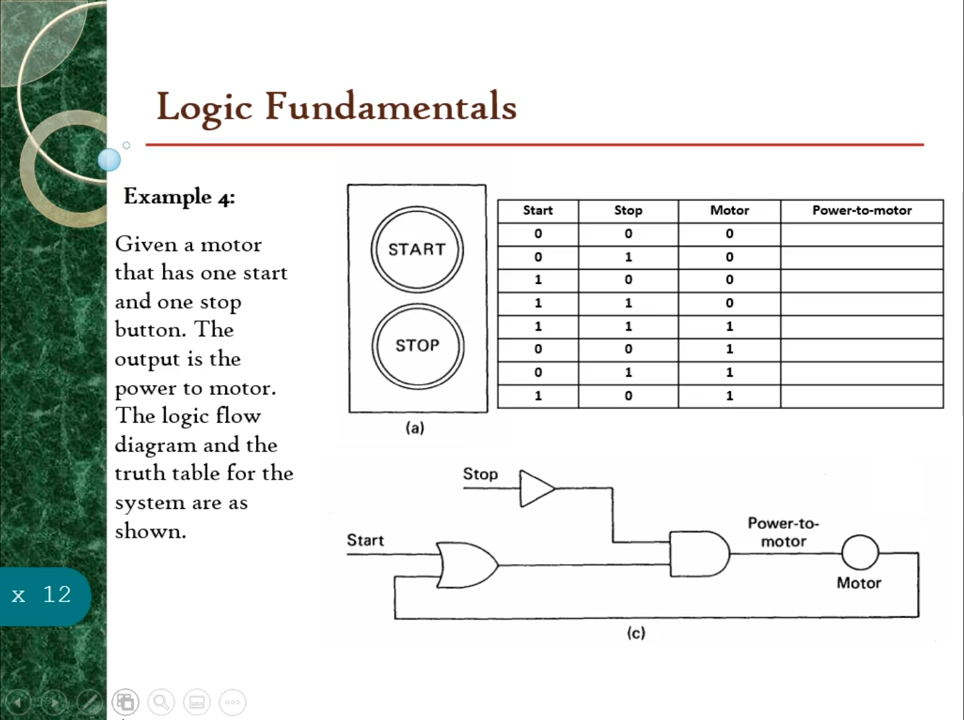 Logic Fundamentals
Example 4:
Given a motor
that has one start
and one stop
button. The
output is the
power to motor.
The logic flow
diagram and the
truth table for the
system are as
shown.
x 12
START
STOP
(a)
Start Stop Motor Power-to-motor
0 0 0
0 1 0
1 0 0
1 1 0
1 1 1
0 0 1
0 1 1
1 0 1
Stop
Start
Power-to-
motor
Motor
(c)